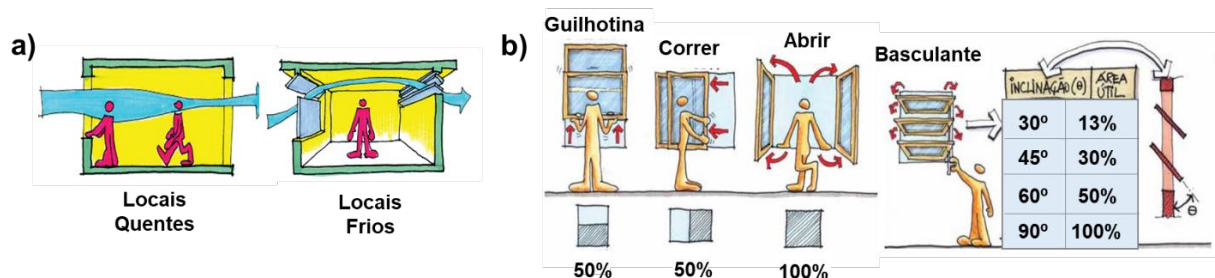 a)
Locais
Quentes
Locais
Frios
b)
Guilhotina
Correr
Abrir
Basculante
50%
50%
100%
INCLINAÇÃO(θ) ÁREA ÚTIL
30º 13%
45º 30%
60º 50%
90º 100%
θ